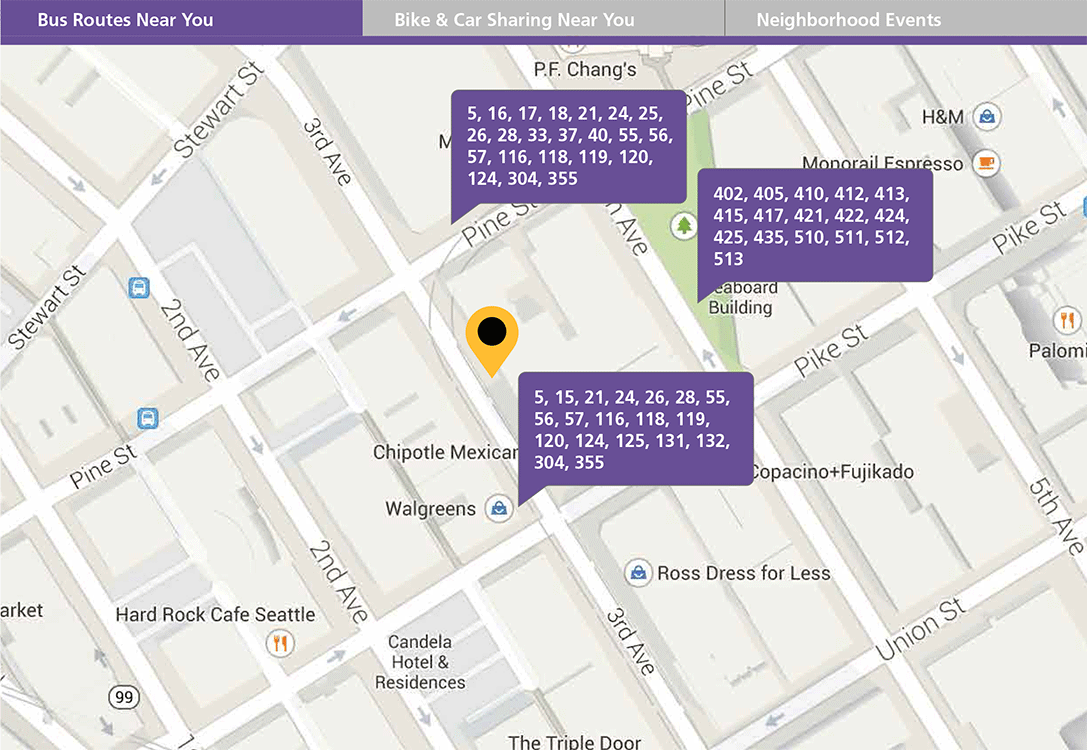 Bus Routes Near You
Bike & Car Sharing Near You
Neighborhood Events
Stewart St
3rd Ave
P.F. Chang's
Pine St
H&M
M
Monorail Espresso
5, 16, 17, 18, 21, 24, 25,
26, 28, 33, 37, 40, 55, 56,
57, 116, 118, 119, 120,
124, 304, 355
402, 405, 410, 412, 413,
415, 417, 421, 422, 424,
425, 435, 510, 511, 512,
513
Pine St
Ave
Pike St
Stewart St
2nd Ave
eaboard
Building
Pike St
Palomi
5, 15, 21, 24, 26, 28, 55,
56, 57, 116, 118, 119,
120, 124, 125, 131, 132,
304, 355
Pine St
Chipotle Mexican
Copacino+Fujikado
Walgreens
5th Ave
2nd Ave
Ross Dress for Less
arket
Hard Rock Cafe Seattle
Candela
Hotel &
Residences
3rd Ave
Union St
99
The Triple Door